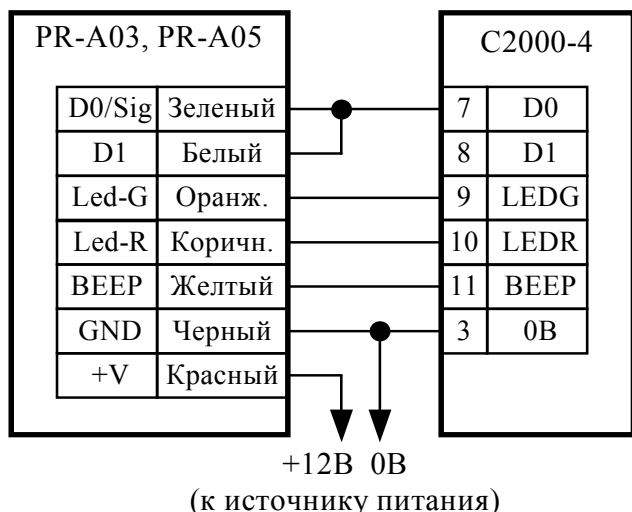 PR-A03, PR-A05 C2000-4
D0/Sig Зеленый 7 D0
D1 Белый 8 D1
Led-G Оранж. 9 LEDG
Led-R Коричн. 10 LEDR
BEEP Желтый 11 BEEP
GND Черный 3 0В
+V Красный
+12В 0В
(к источнику питания)